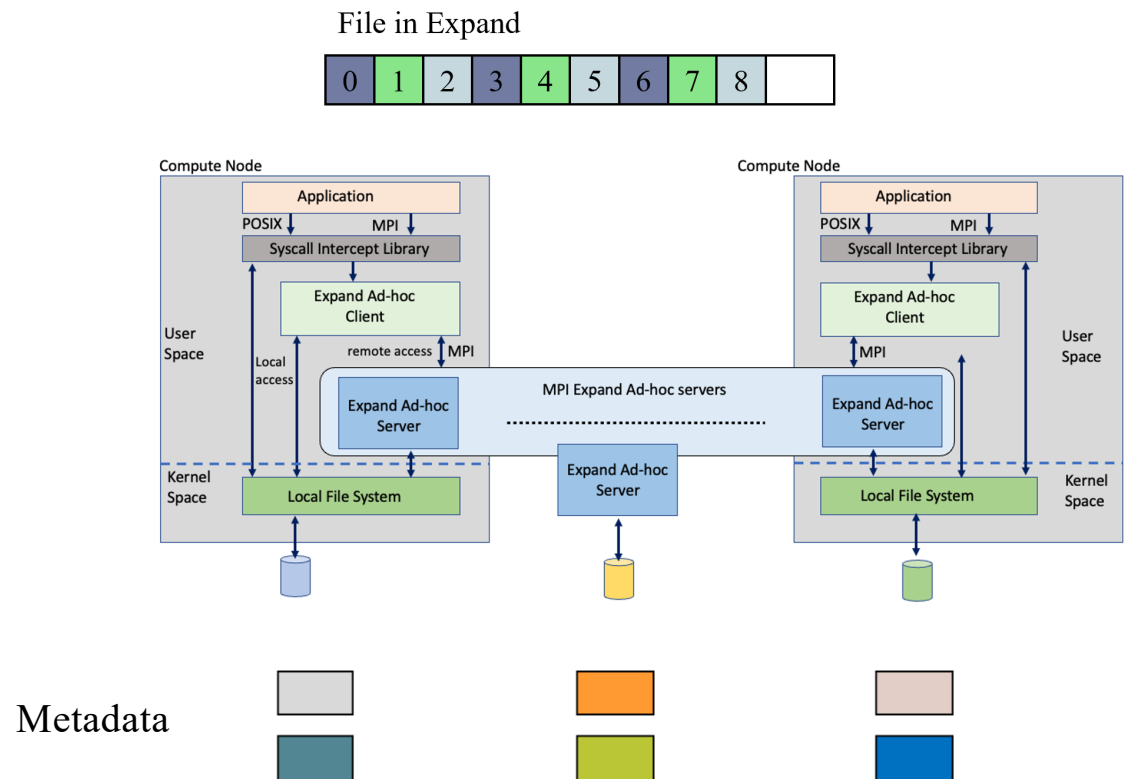 File in Expand
0 1 2 3 4 5 6 7 8
Compute Node
Compute Node
Application
POSIX
MPI
Syscall Intercept Library
Expand Ad-hoc
Client
User
Space
Local
access
remote access
MPI
Application
POSIX
MPI
Syscall Intercept Library
Expand Ad-hoc
Client
User
Space
MPI
MPI Expand Ad-hoc servers
Expand Ad-hoc
Server
Expand Ad-hoc
Server
Expand Ad-hoc
Server
Kernel
Space
Local File System
Local File System
Kernel
Space
Metadata